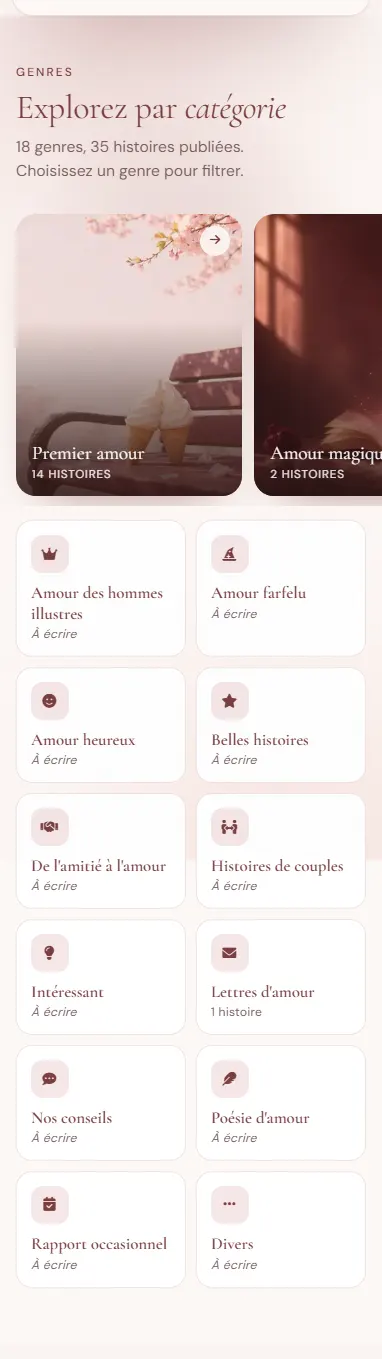 GENRES
Explorez par catégorie
18 genres, 35 histoires publiées.
Choisissez un genre pour filtrer.
Premier amour
14 HISTOIRES
Amour magiqu
2 HISTOIRES
Amour des hommes
illustres
À écrire
Amour farfelu
À écrire
Amour heureux
À écrire
Belles histoires
À écrire
De l'amitié à l'amour
À écrire
Histoires de couples
À écrire
Intéressant
À écrire
Lettres d'amour
1 histoire
Nos conseils
À écrire
Poésie d'amour
À écrire
Rapport occasionnel
À écrire
Divers
À écrire